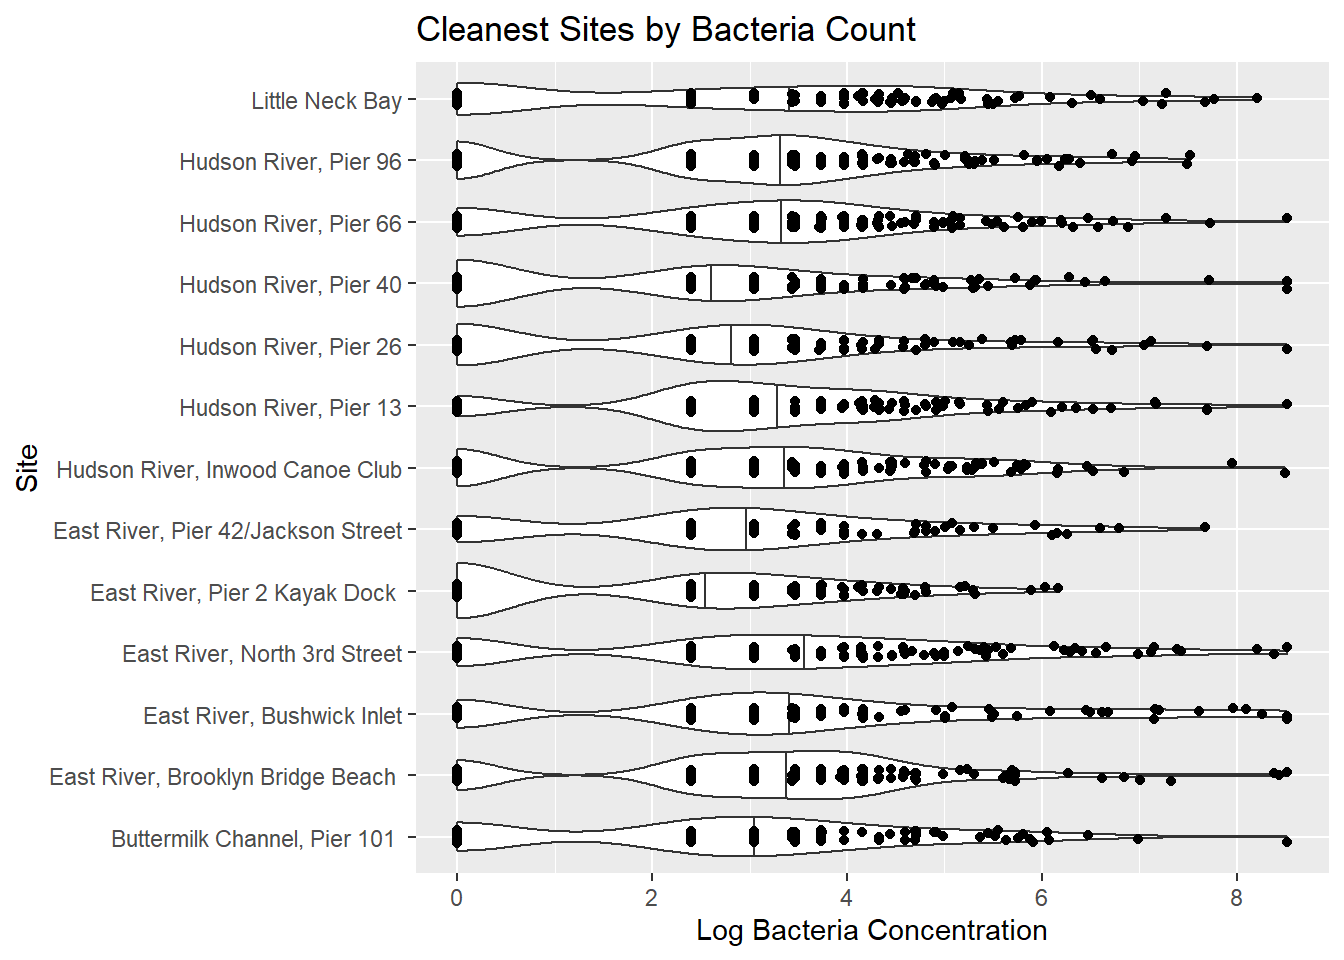 Cleanest Sites by Bacteria Count
Little Neck Bay
Hudson River, Pier 96
Hudson River, Pier 66
Hudson River, Pier 40
Hudson River, Pier 26
Hudson River, Pier 13
Hudson River, Inwood Canoe Club
East River, Pier 42/Jackson Street
East River, Pier 2 Kayak Dock
East River, North 3rd Street
East River, Bushwick Inlet
East River, Brooklyn Bridge Beach
Buttermilk Channel, Pier 101
Site
0 2 4 6 8
Log Bacteria Concentration